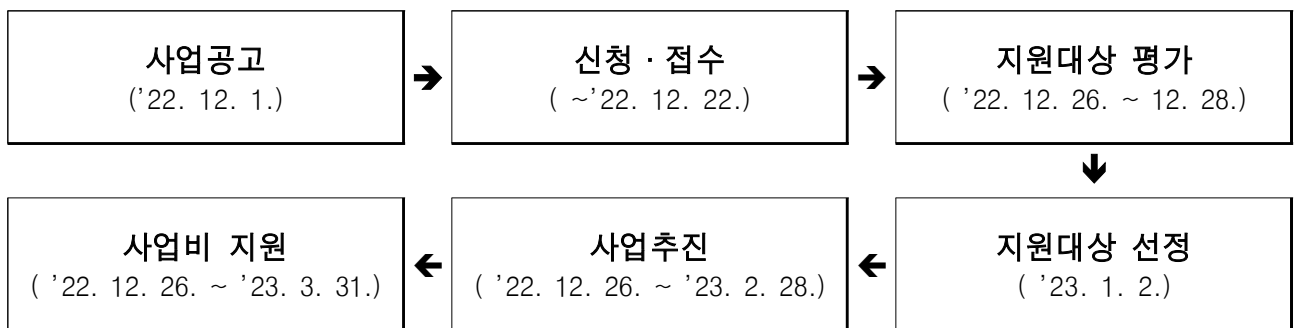 사업공고
(’22. 12. 1.)
신청 · 접수
( ~’22. 12. 22.)
지원대상 평가
( ’22. 12. 26. ~ 12. 28.)
지원대상 선정
( ’23. 1. 2.)
사업추진
( ’22. 12. 26. ~ ’23. 2. 28.)
사업비 지원
( ’22. 12. 26. ~ ’23. 3. 31.)